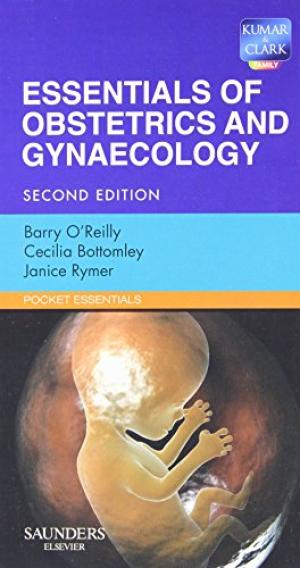 KUMAR
&
CLARK
FAMILY
ESSENTIALS OF
OBSTETRICS AND
GYNAECOLOGY
SECOND EDITION
Barry O'Reilly
Cecilia Bottomley
Janice Rymer
POCKET ESSENTIALS
SAUNDERS
ELSEVIER